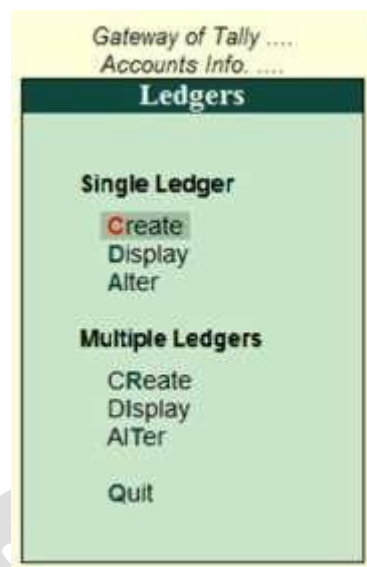 Gateway of Tally ....
Accounts Info. ....
Ledgers
Single Ledger
Create
Display
Alter
Multiple Ledgers
CReate
DIsplay
AlTer
Quit